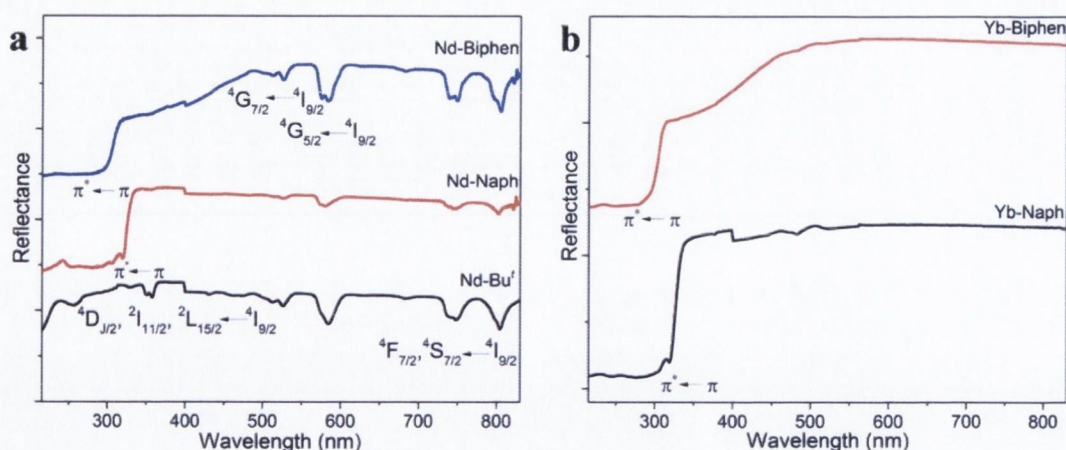 a
Nd-Biphen
⁴G₇/₂ ← ⁴I₉/₂
⁴G₅/₂ ← ⁴I₉/₂
π* ← π
Nd-Naph
π* ← π
Nd-Buᵗ
⁴D_J/₂, ²I₁₁/₂, ²L₁₅/₂ ← ⁴I₉/₂
⁴F₇/₂, ⁴S₇/₂ ← ⁴I₉/₂
Reflectance
300 400 500 600 700 800
Wavelength (nm)
b
Yb-Biphen
π* ← π
Yb-Naph
π* ← π
Reflectance
300 400 500 600 700 800
Wavelength (nm)